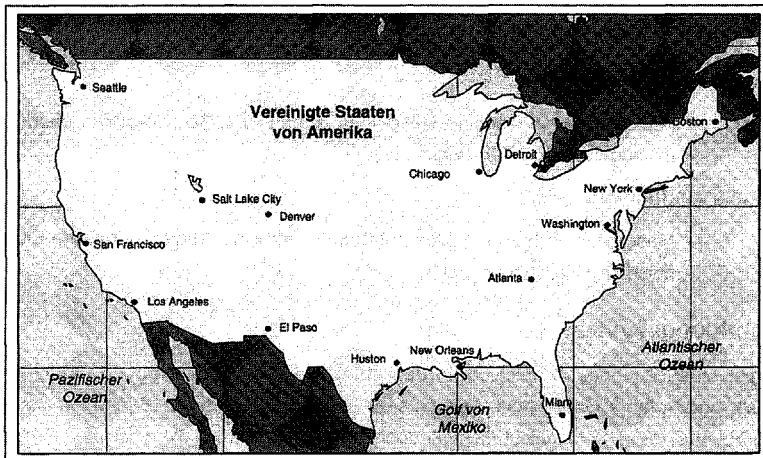 Seattle
Vereinigte Staaten
von Amerika
Boston
Detroit
Chicago
New York
Salt Lake City
Denver
Washington
San Francisco
Atlanta
Los Angeles
El Paso
Huston
New Orleans
Atlantischer
Ozean
Pazifischer
Ozean
Golf von
Mexiko